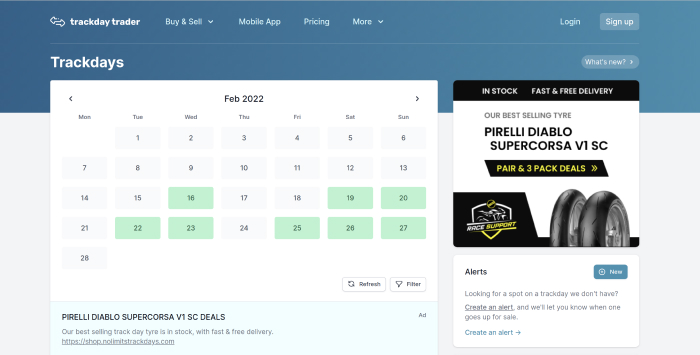 trackday trader
Buy & Sell
Mobile App
Pricing
More
Login
Sign up
Trackdays
What's new?
Feb 2022
Mon Tue Wed Thu Fri Sat Sun
1 2 3 4 5 6
7 8 9 10 11 12 13
14 15 16 17 18 19 20
21 22 23 24 25 26 27
28
Refresh
Filter
PIRELLI DIABLO SUPERCORSA V1 SC DEALS
Ad
Our best selling track day tyre is in stock, with fast & free delivery.
https://shop.nolimitstrackdays.com
IN STOCK FAST & FREE DELIVERY
OUR BEST SELLING TYRE
PIRELLI DIABLO
SUPERCORSA V1 SC
PAIR & 3 PACK DEALS
RACE SUPPORT
Alerts
New
Looking for a spot on a trackday we don't have?
Create an alert, and we'll let you know when one
goes up for sale.
Create an alert →